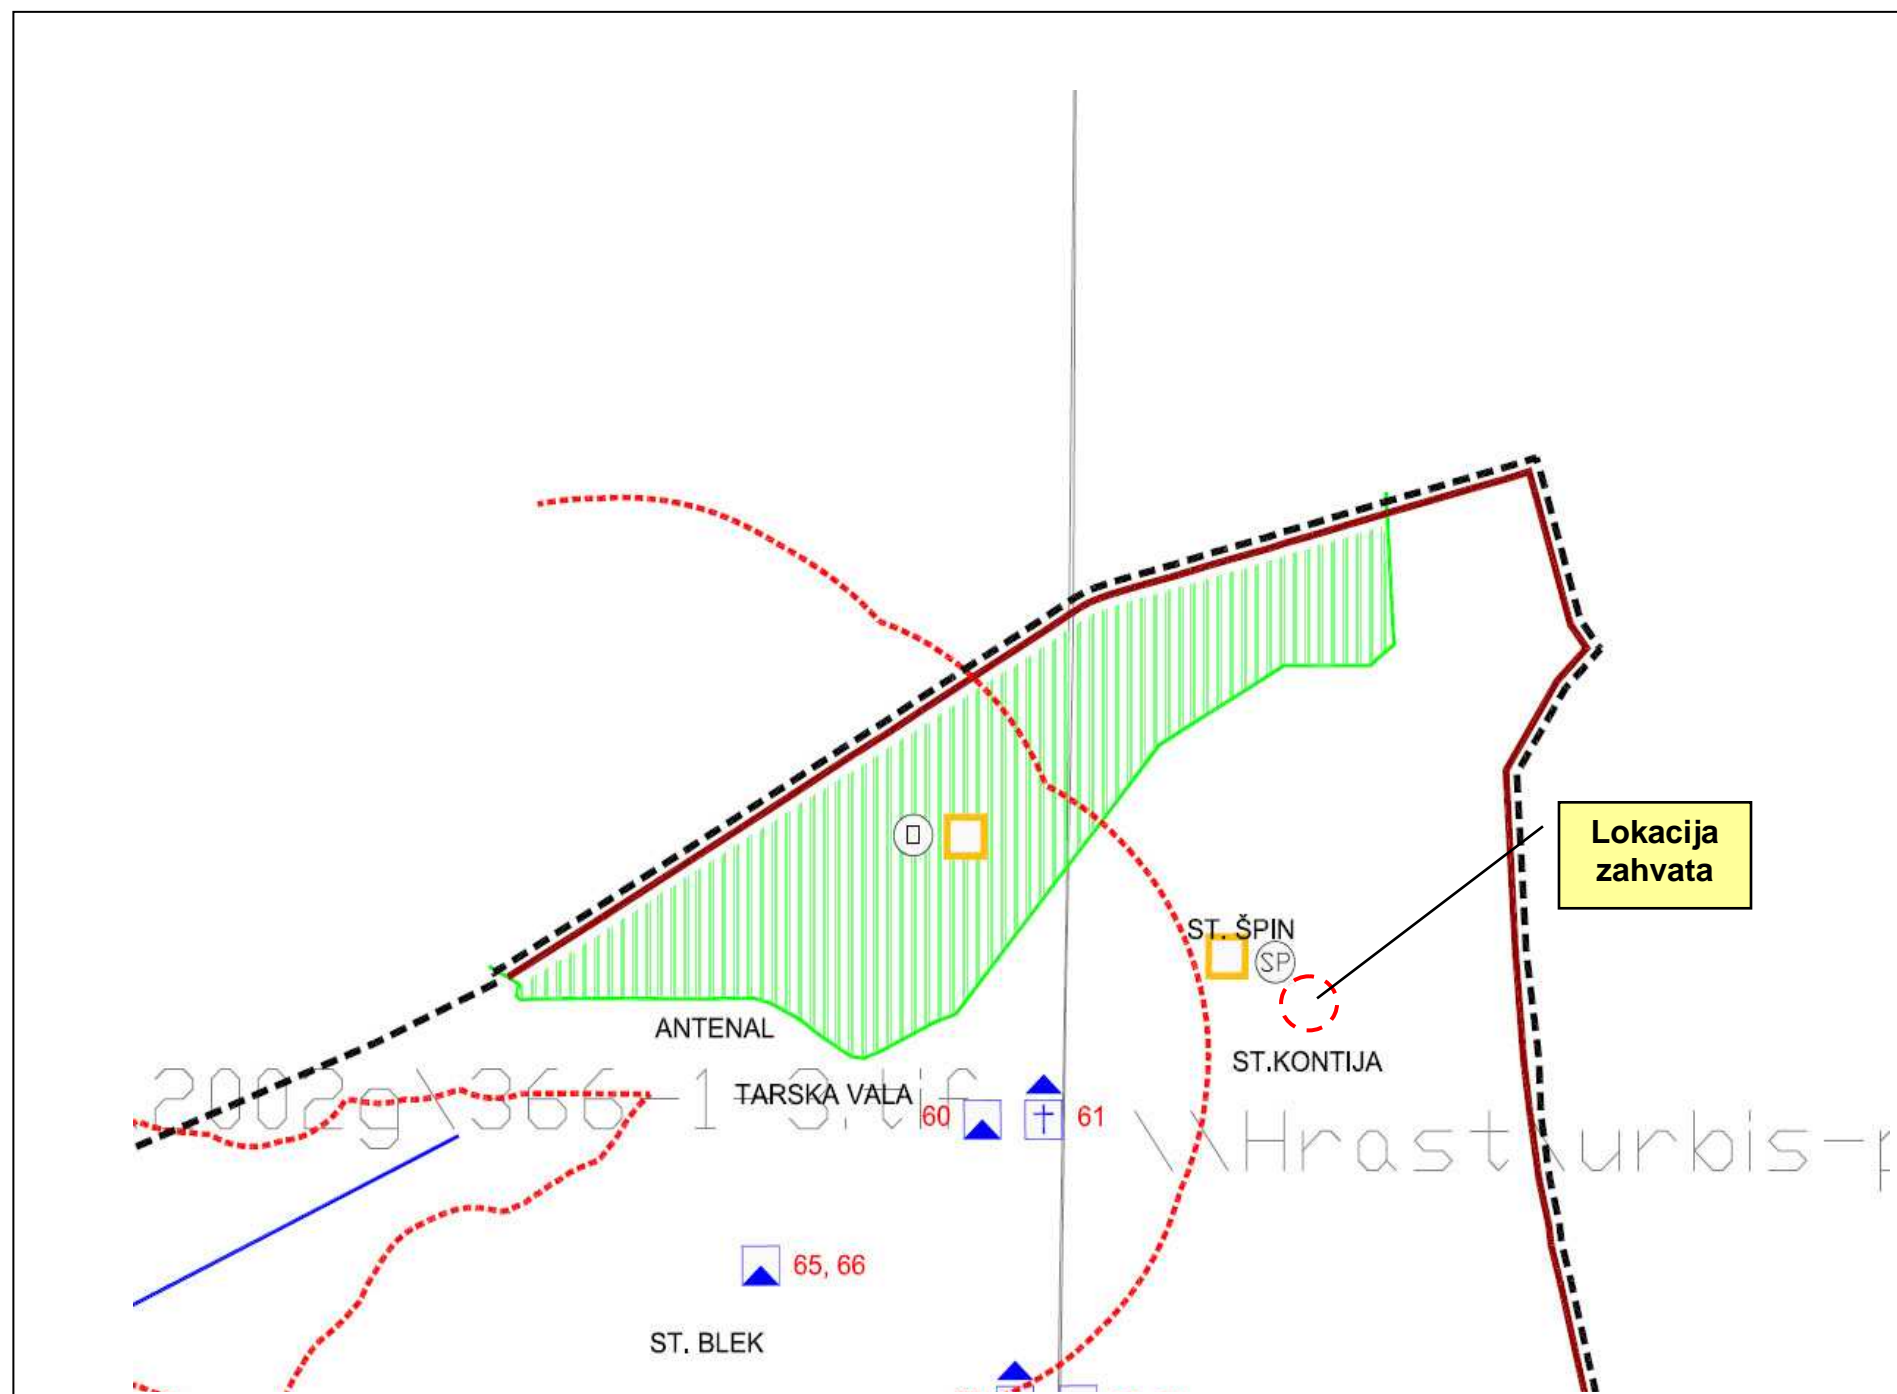 Lokacija
zahvata
ST. ŠPIN
SP
ANTENAL
ST.KONTIJA
2002g\366-1-3.tif
TARSKA VALA
60
61
\\Hrast\urbis-
65, 66
ST. BLEK